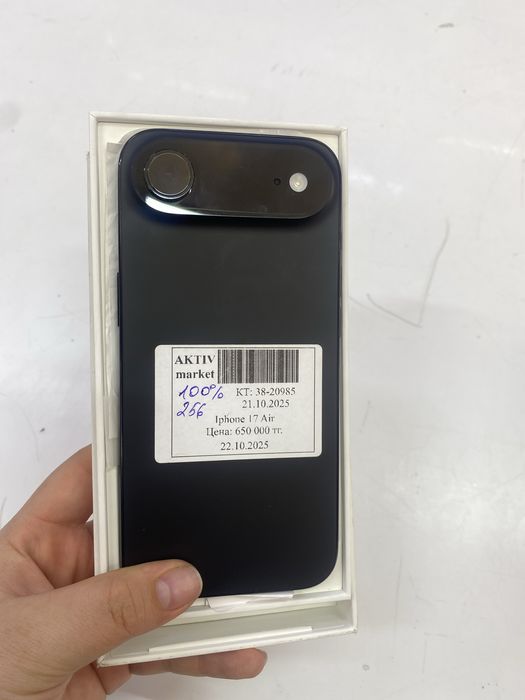 AKTIV
market
100%
256
КТ: 38-20985
21.10.2025
Iphone 17 Air
Цена: 650 000 тг.
22.10.2025